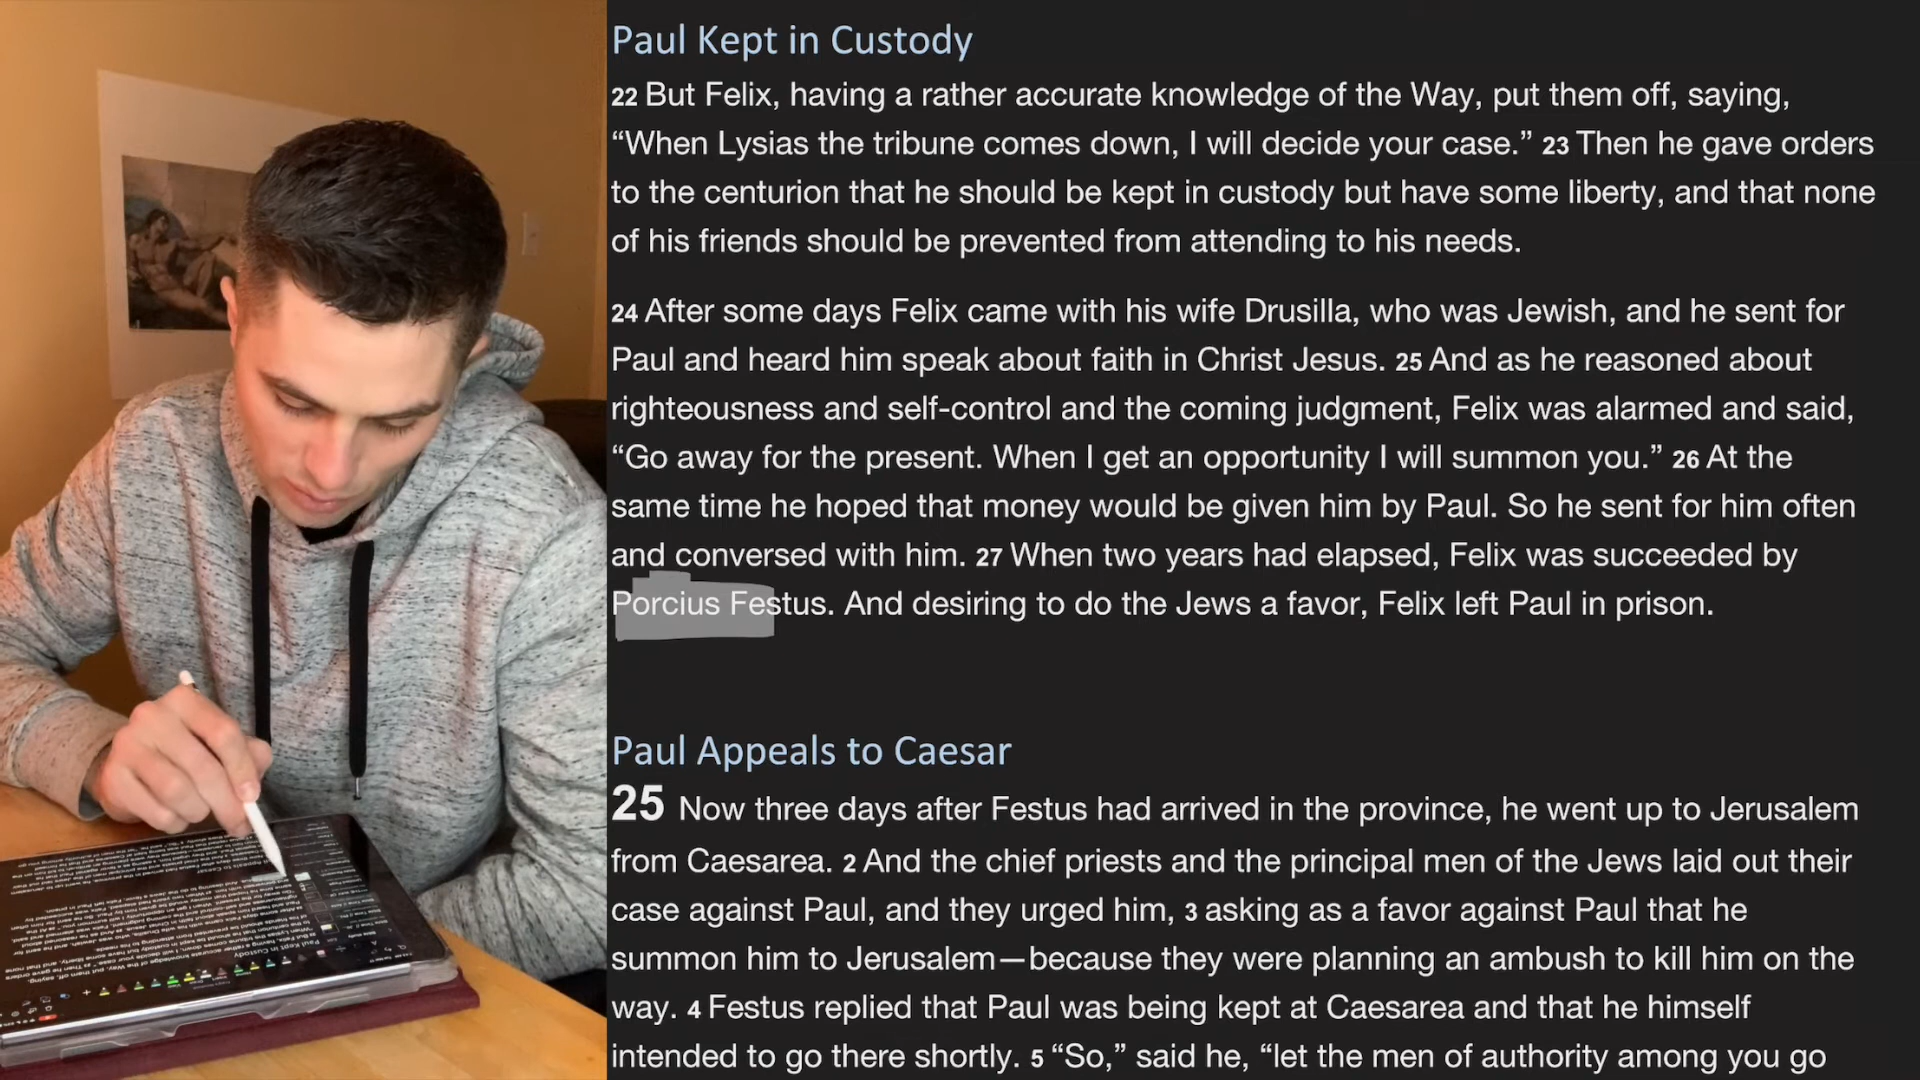 Paul Kept in Custody
22 But Felix, having a rather accurate knowledge of the Way, put them off, saying,
“When Lysias the tribune comes down, I will decide your case.” 23 Then he gave orders
to the centurion that he should be kept in custody but have some liberty, and that none
of his friends should be prevented from attending to his needs.
24 After some days Felix came with his wife Drusilla, who was Jewish, and he sent for
Paul and heard him speak about faith in Christ Jesus. 25 And as he reasoned about
righteousness and self-control and the coming judgment, Felix was alarmed and said,
“Go away for the present. When I get an opportunity I will summon you.” 26 At the
same time he hoped that money would be given him by Paul. So he sent for him often
and conversed with him. 27 When two years had elapsed, Felix was succeeded by
Porcius Festus. And desiring to do the Jews a favor, Felix left Paul in prison.
Paul Appeals to Caesar
25 Now three days after Festus had arrived in the province, he went up to Jerusalem
from Caesarea. 2 And the chief priests and the principal men of the Jews laid out their
case against Paul, and they urged him, 3 asking as a favor against Paul that he
summon him to Jerusalem—because they were planning an ambush to kill him on the
way. 4 Festus replied that Paul was being kept at Caesarea and that he himself
intended to go there shortly. 5 “So,” said he, “let the men of authority among you go